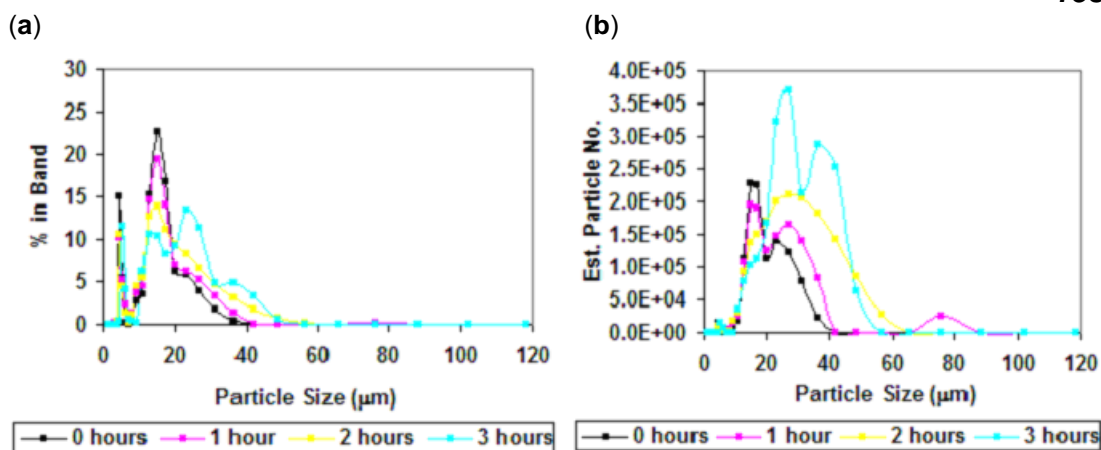 (a)
(b)
30
25
20
15
10
5
0
% in Band
0 20 40 60 80 100 120
Particle Size (µm)
0 hours 1 hour 2 hours 3 hours
4.0E+05
3.5E+05
3.0E+05
2.5E+05
2.0E+05
1.5E+05
1.0E+05
5.0E+04
0.0E+00
Est. Particle No.
0 20 40 60 80 100 120
Particle Size (µm)
0 hours 1 hour 2 hours 3 hours